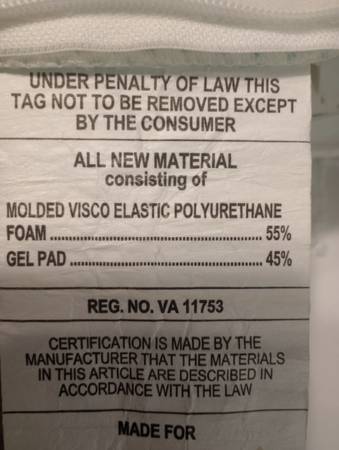 UNDER PENALTY OF LAW THIS
TAG NOT TO BE REMOVED EXCEPT
BY THE CONSUMER
ALL NEW MATERIAL
consisting of
MOLDED VISCO ELASTIC POLYURETHANE
FOAM ................................................ 55%
GEL PAD ........................................... 45%
REG. NO. VA 11753
CERTIFICATION IS MADE BY THE
MANUFACTURER THAT THE MATERIALS
IN THIS ARTICLE ARE DESCRIBED IN
ACCORDANCE WITH THE LAW
MADE FOR